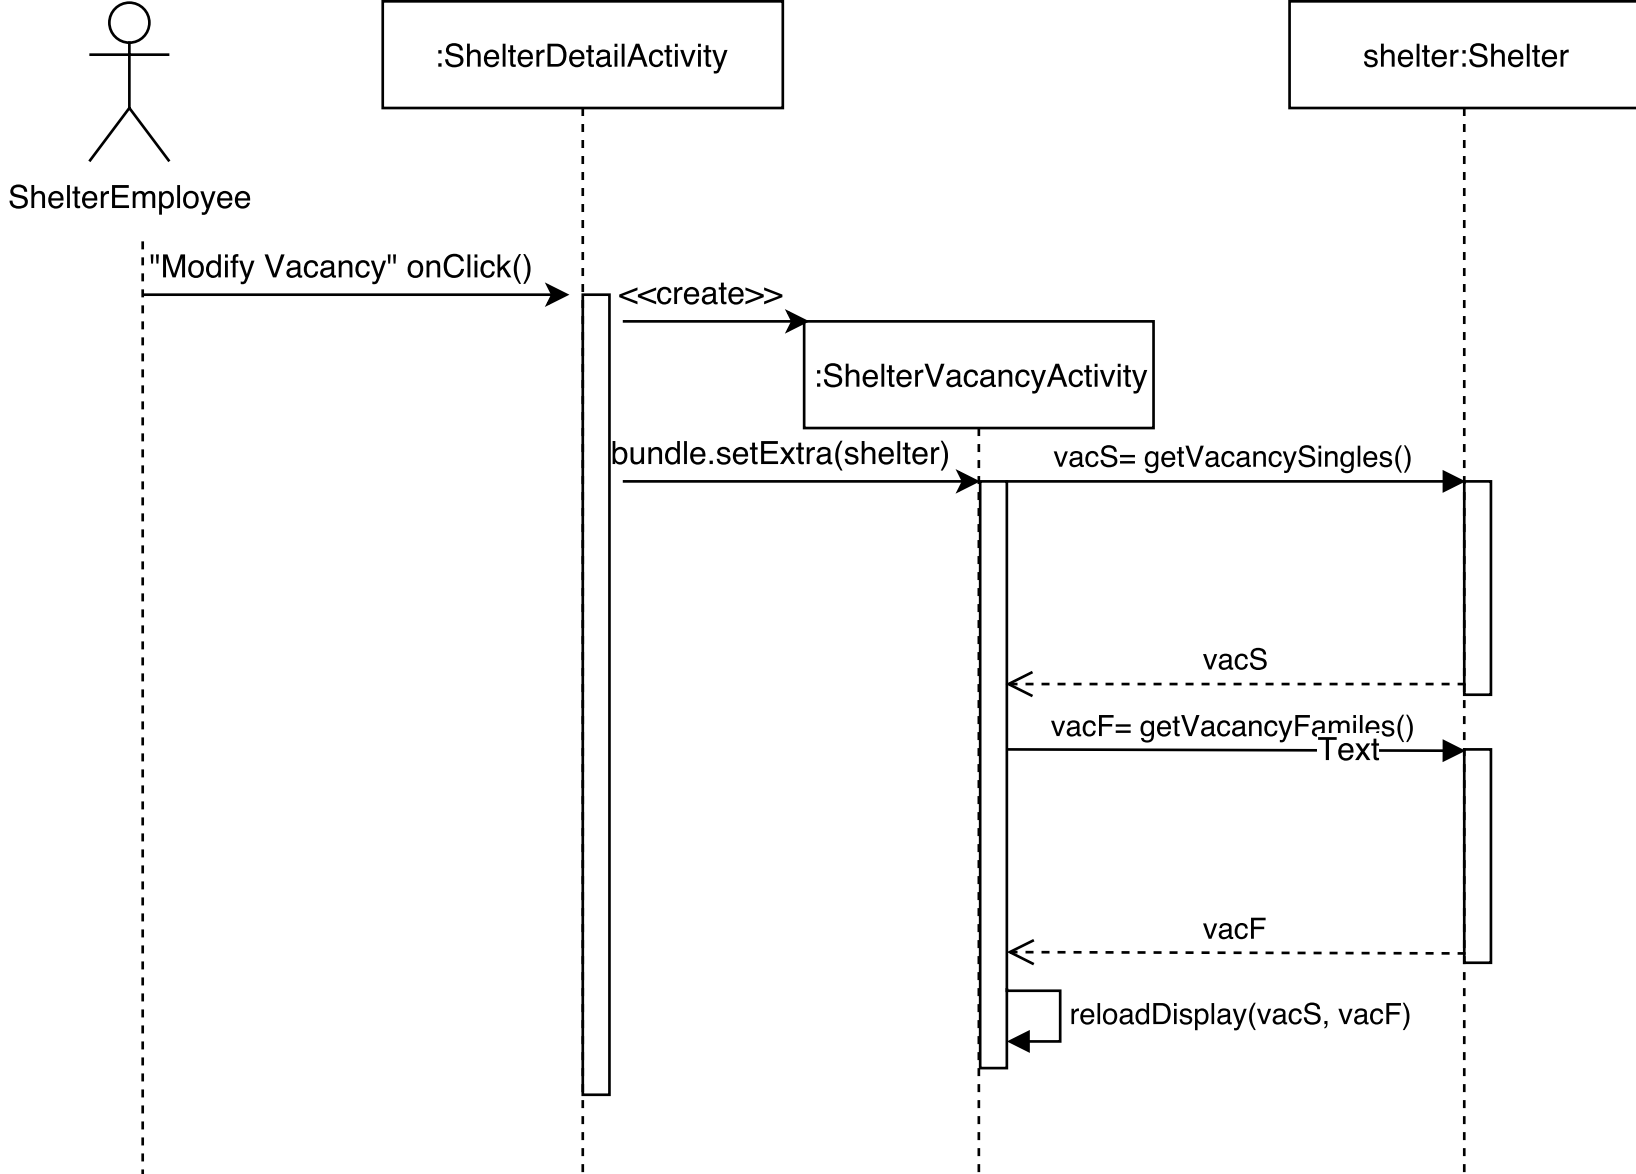 :ShelterDetailActivity
shelter:Shelter
ShelterEmployee
"Modify Vacancy" onClick()
<<create>>
:ShelterVacancyActivity
bundle.setExtra(shelter)
vacS= getVacancySingles()
vacS
vacF= getVacancyFamiles()
Text
vacF
reloadDisplay(vacS, vacF)